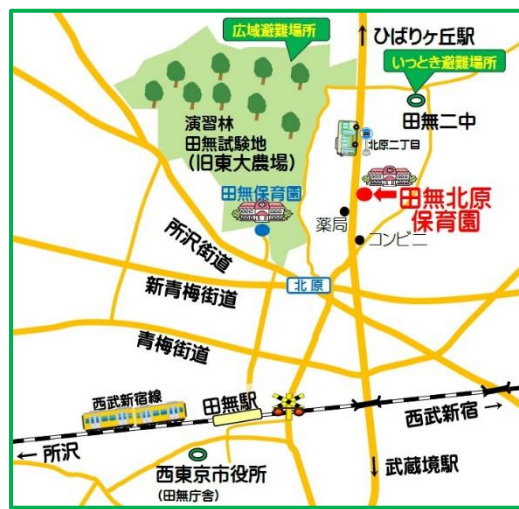 広域避難場所
↑ひばりヶ丘駅
いっとき避難場所
田無二中
演習林
田無試験地
(旧東大農場)
北原二丁目
田無保育園
←田無北原
保育園
薬局
コンビニ
所沢街道
北原
新青梅街道
青梅街道
西武新宿線
田無駅
西武新宿→
←所沢
西東京市役所
(田無庁舎)
↓武蔵境駅